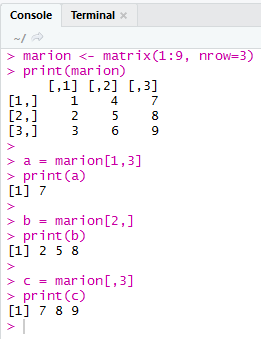 Console Terminal ×
~/
> marion <- matrix(1:9, nrow=3)
> print(marion)
     [,1] [,2] [,3]
[1,]    1    4    7
[2,]    2    5    8
[3,]    3    6    9
>
> a = marion[1,3]
> print(a)
[1] 7
>
> b = marion[2,]
> print(b)
[1] 2 5 8
>
> c = marion[,3]
> print(c)
[1] 7 8 9
>